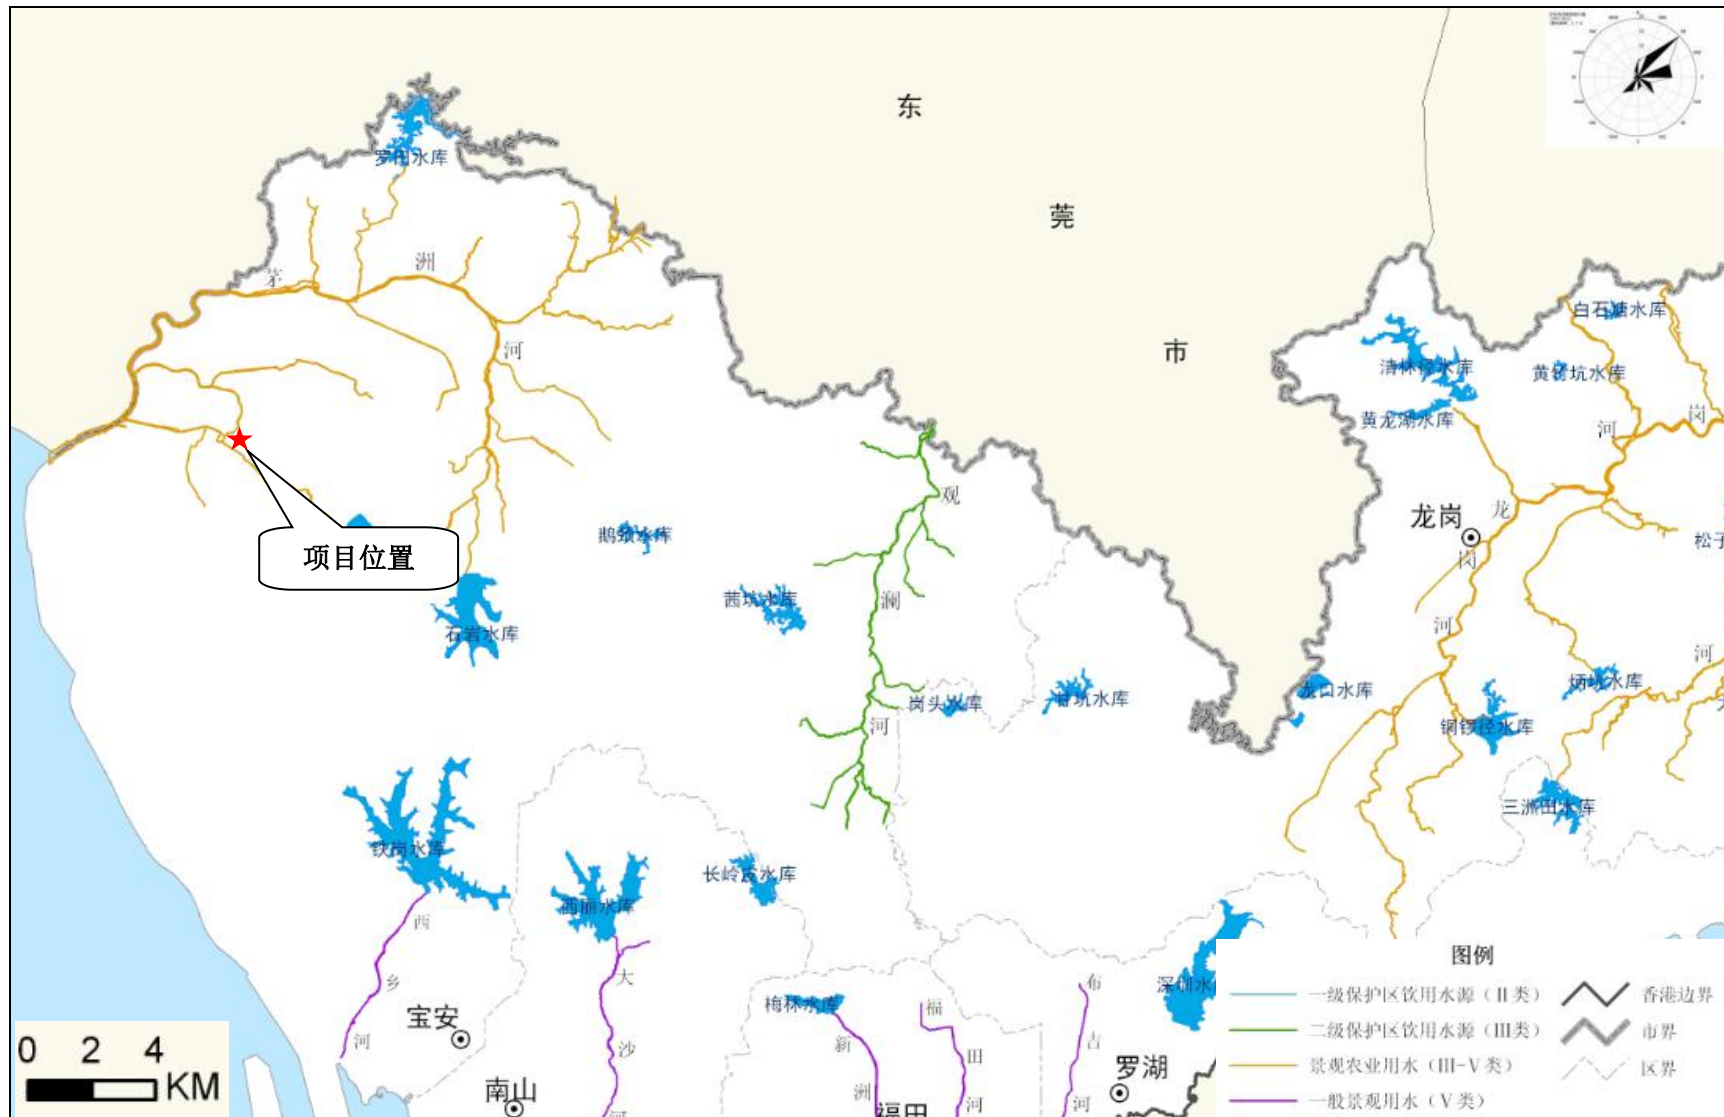 东
莞
市
罗田水库
茅
洲
河
白石塘水库
清林径水库
黄竹坑水库
黄龙湖水库
河
岗
观
龙岗
龙
岗
河
松子
项目位置
鹅颈水库
茜坑水库
澜
石岩水库
河
岗头水库
甘坑水库
龙口水库
炳坑水库
河
铜锣径水库
三洲田水库
铁岗水库
长岭皮水库
西丽水库
西
乡
河
大
沙
河
梅林水库
新
洲
福
田
河
布
吉
河
深圳水
宝安
南山
福田
罗湖
0 2 4
KM
图例
一级保护区饮用水源（II类）
二级保护区饮用水源（III类）
景观农业用水（III-V类）
一般景观用水（V类）
香港边界
市界
区界